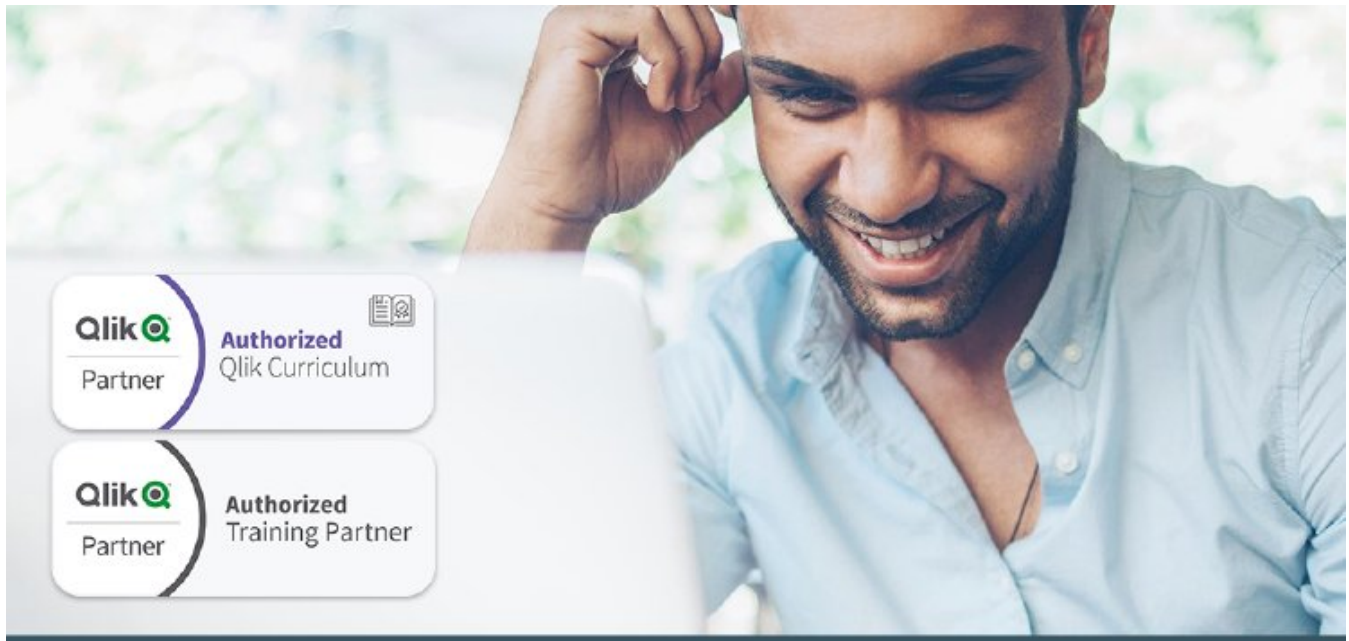 Qlik
Partner
Authorized
Qlik Curriculum
Qlik
Partner
Authorized
Training Partner